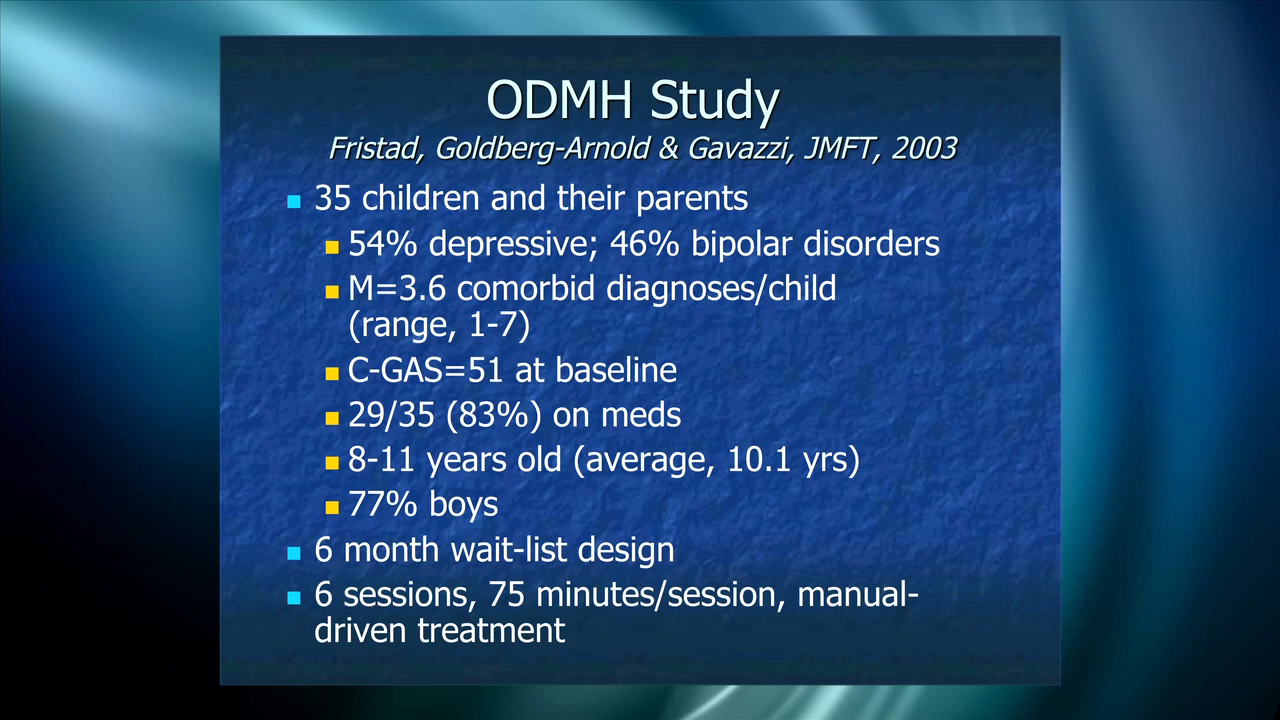 ODMH Study
Fristad, Goldberg-Arnold & Gavazzi, JMFT, 2003
35 children and their parents
54% depressive; 46% bipolar disorders
M=3.6 comorbid diagnoses/child
(range, 1-7)
C-GAS=51 at baseline
29/35 (83%) on meds
8-11 years old (average, 10.1 yrs)
77% boys
6 month wait-list design
6 sessions, 75 minutes/session, manual-
driven treatment